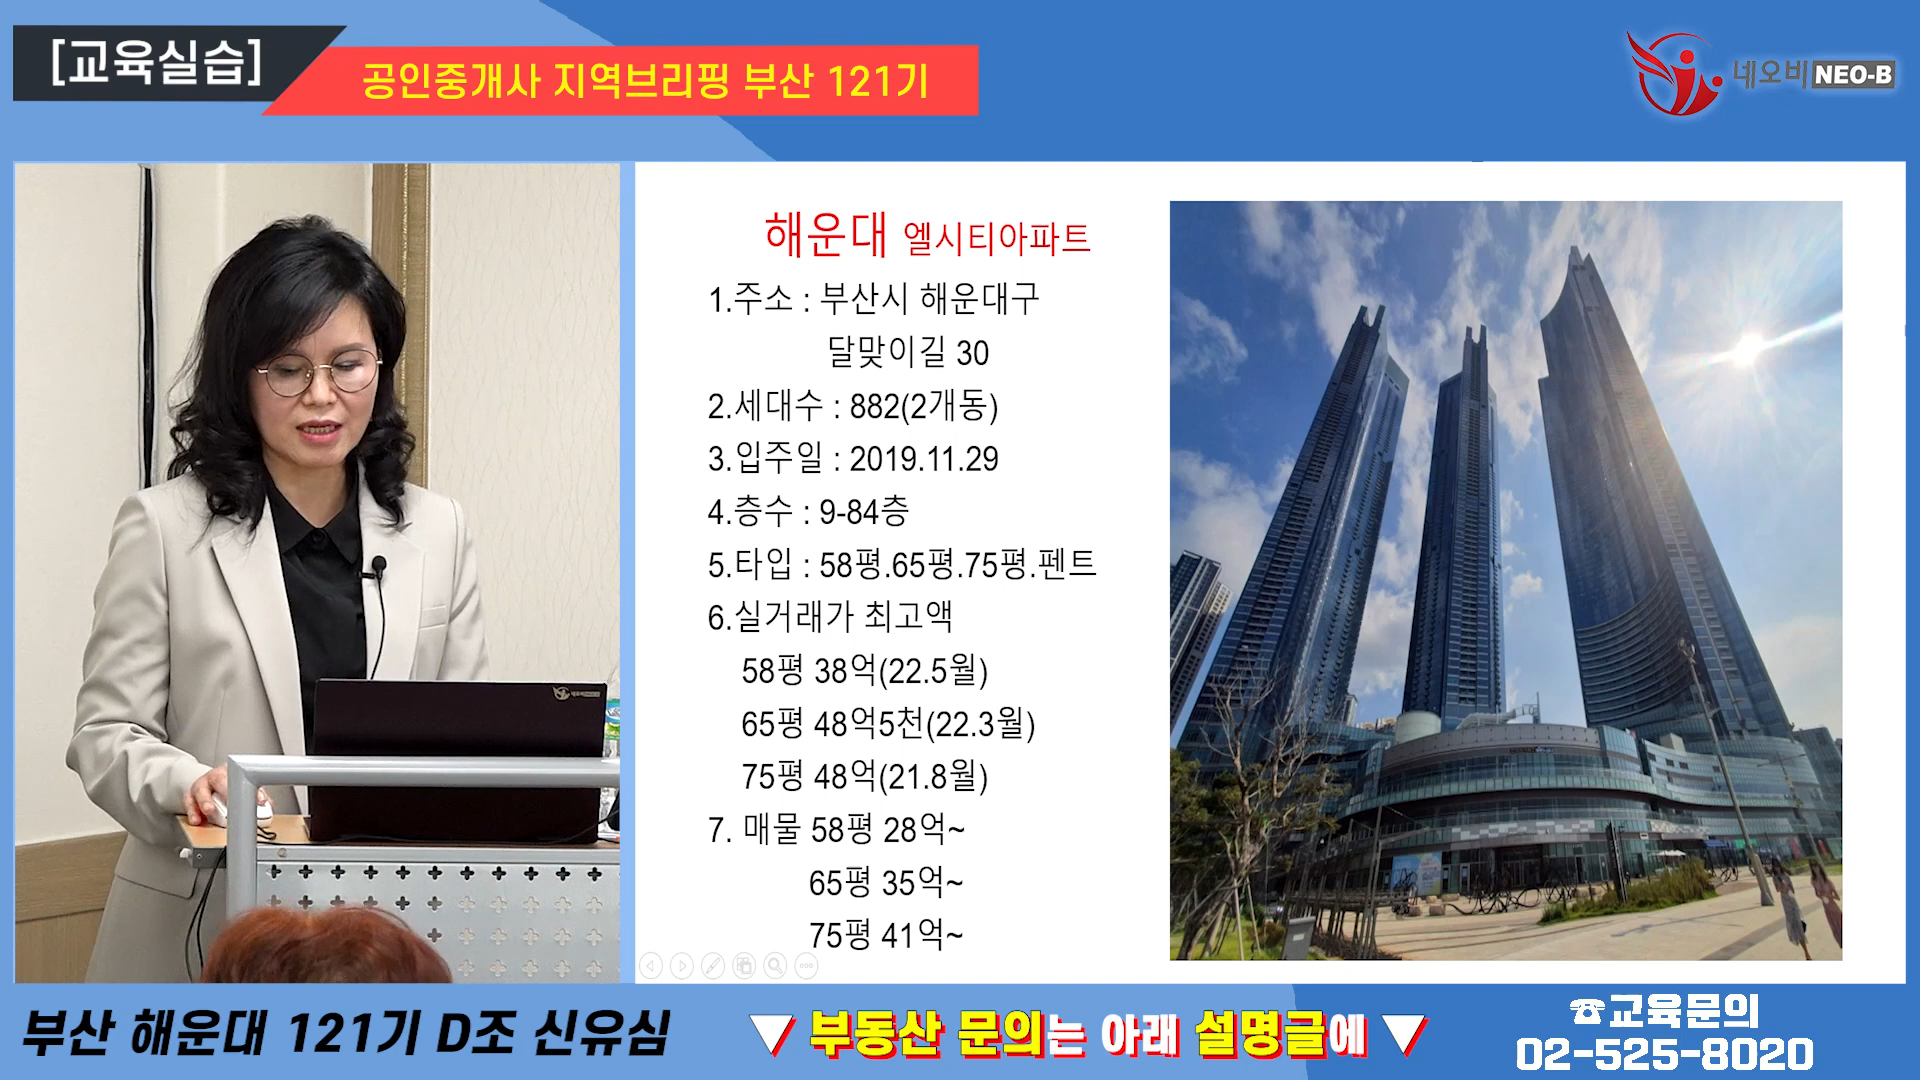 [교육실습]
공인중개사 지역브리핑 부산 121기
네오비 NEO-B
해운대 엘시티아파트
1.주소 : 부산시 해운대구
달맞이길 30
2.세대수 : 882(2개동)
3.입주일 : 2019.11.29
4.층수 : 9-84층
5.타입 : 58평.65평.75평.펜트
6.실거래가 최고액
58평 38억(22.5월)
65평 48억5천(22.3월)
75평 48억(21.8월)
7. 매물 58평 28억~
65평 35억~
75평 41억~
부산 해운대 121기 D조 신유심
▼ 부동산 문의는 아래 설명글에 ▼
☎교육문의
02-525-8020